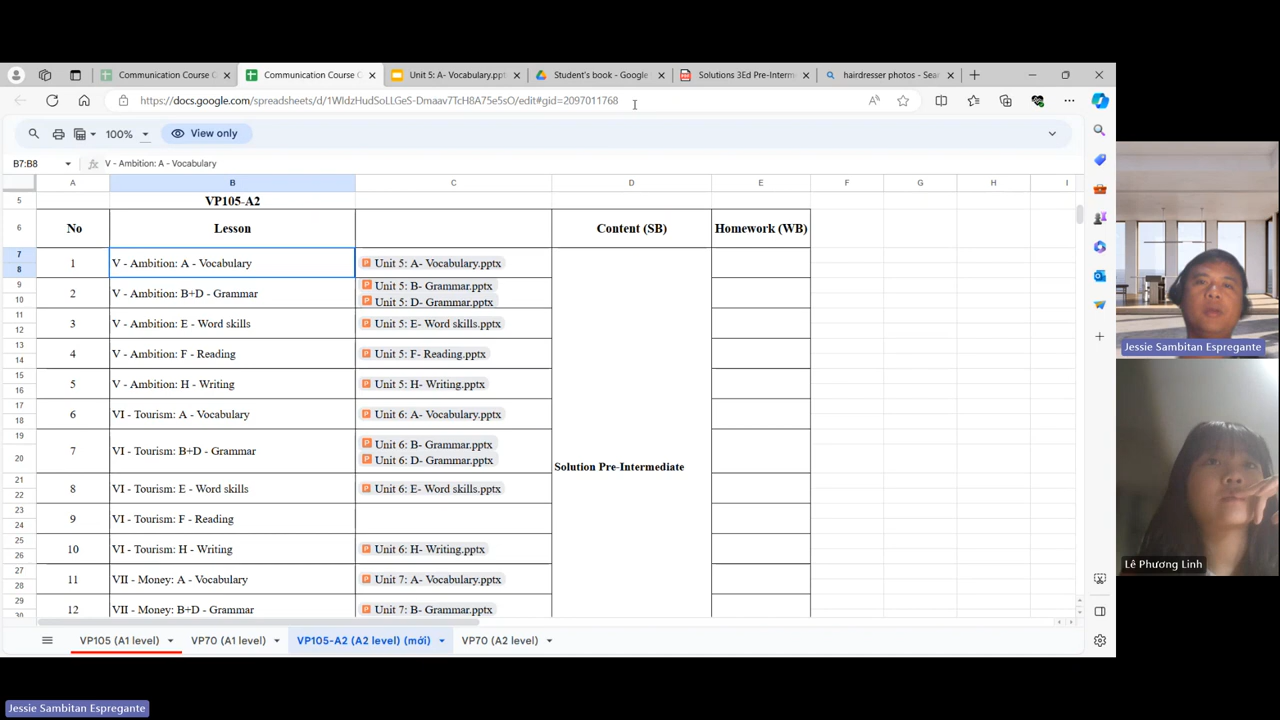 Communication Course C
Communication Course C
Unit 5: A- Vocabulary.ppt
Student's book - Google
Solutions 3Ed Pre-Interm
hairdresser photos - Sea
https://docs.google.com/spreadsheets/d/1WldzHudSoLLGeS-Dmaav7TcH8A75e5sO/edit#gid=2097011768
100%
View only
B7:B8
fx V - Ambition: A - Vocabulary
A B C D E F G H I
5 VP105-A2
6 No Lesson Content (SB) Homework (WB)
7
8
1 V - Ambition: A - Vocabulary Unit 5: A- Vocabulary.pptx
9
10
2 V - Ambition: B+D - Grammar Unit 5: B- Grammar.pptx
Unit 5: D- Grammar.pptx
11
12
3 V - Ambition: E - Word skills Unit 5: E- Word skills.pptx
13
14
4 V - Ambition: F - Reading Unit 5: F- Reading.pptx
15
16
5 V - Ambition: H - Writing Unit 5: H- Writing.pptx
17
18
6 VI - Tourism: A - Vocabulary Unit 6: A- Vocabulary.pptx
19
20
7 VI - Tourism: B+D - Grammar Unit 6: B- Grammar.pptx
Unit 6: D- Grammar.pptx
Solution Pre-Intermediate
21
22
8 VI - Tourism: E - Word skills Unit 6: E- Word skills.pptx
23
24
9 VI - Tourism: F - Reading
25
26
10 VI - Tourism: H - Writing Unit 6: H- Writing.pptx
27
28
11 VII - Money: A - Vocabulary Unit 7: A- Vocabulary.pptx
29
30
12 VII - Money: B+D - Grammar Unit 7: B- Grammar.pptx
VP105 (A1 level) VP70 (A1 level) VP105-A2 (A2 level) (mới) VP70 (A2 level)
Jessie Sambitan Espregante
Lê Phương Linh
Jessie Sambitan Espregante